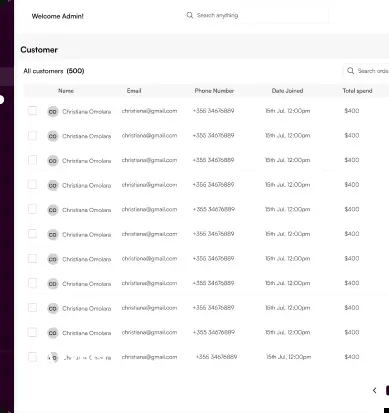 Welcome Admin!
Search anything
Customer
All customers (500)
Search orde
Name Email Phone Number Date Joined Total spend
CO Christiana Omolara christiana@gmail.com +355 34676889 15th Jul, 12:00pm $400
CO Christiana Omolara christiana@gmail.com +355 34676889 15th Jul, 12:00pm $400
CO Christiana Omolara christiana@gmail.com +355 34676889 15th Jul, 12:00pm $400
CO Christiana Omolara christiana@gmail.com +355 34676889 15th Jul, 12:00pm $400
CO Christiana Omolara christiana@gmail.com +355 34676889 15th Jul, 12:00pm $400
CO Christiana Omolara christiana@gmail.com +355 34676889 15th Jul, 12:00pm $400
CO Christiana Omolara christiana@gmail.com +355 34676889 15th Jul, 12:00pm $400
CO Christiana Omolara christiana@gmail.com +355 34676889 15th Jul, 12:00pm $400
CO Christiana Omolara christiana@gmail.com +355 34676889 15th Jul, 12:00pm $400
CO Christiana Omolara christiana@gmail.com +355 34676889 15th Jul, 12:00pm $400
christiana@gmail.com +355 34676889 15th Jul, 12:00pm $400